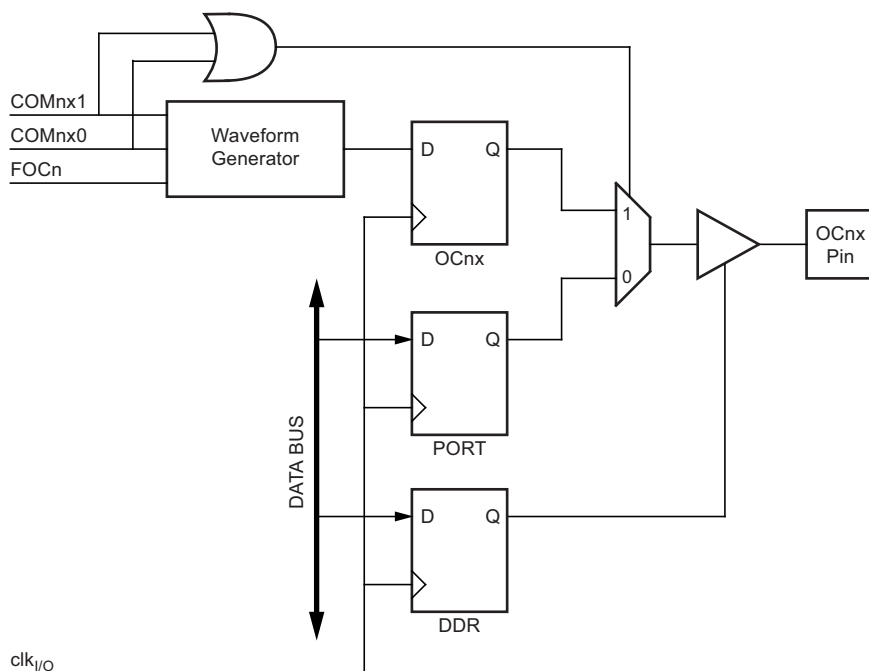 COMnx1
COMnx0
FOCn
Waveform
Generator
D
Q
OCnx
1
0
OCnx
Pin
DATA BUS
D
Q
PORT
D
Q
DDR
clkI/O